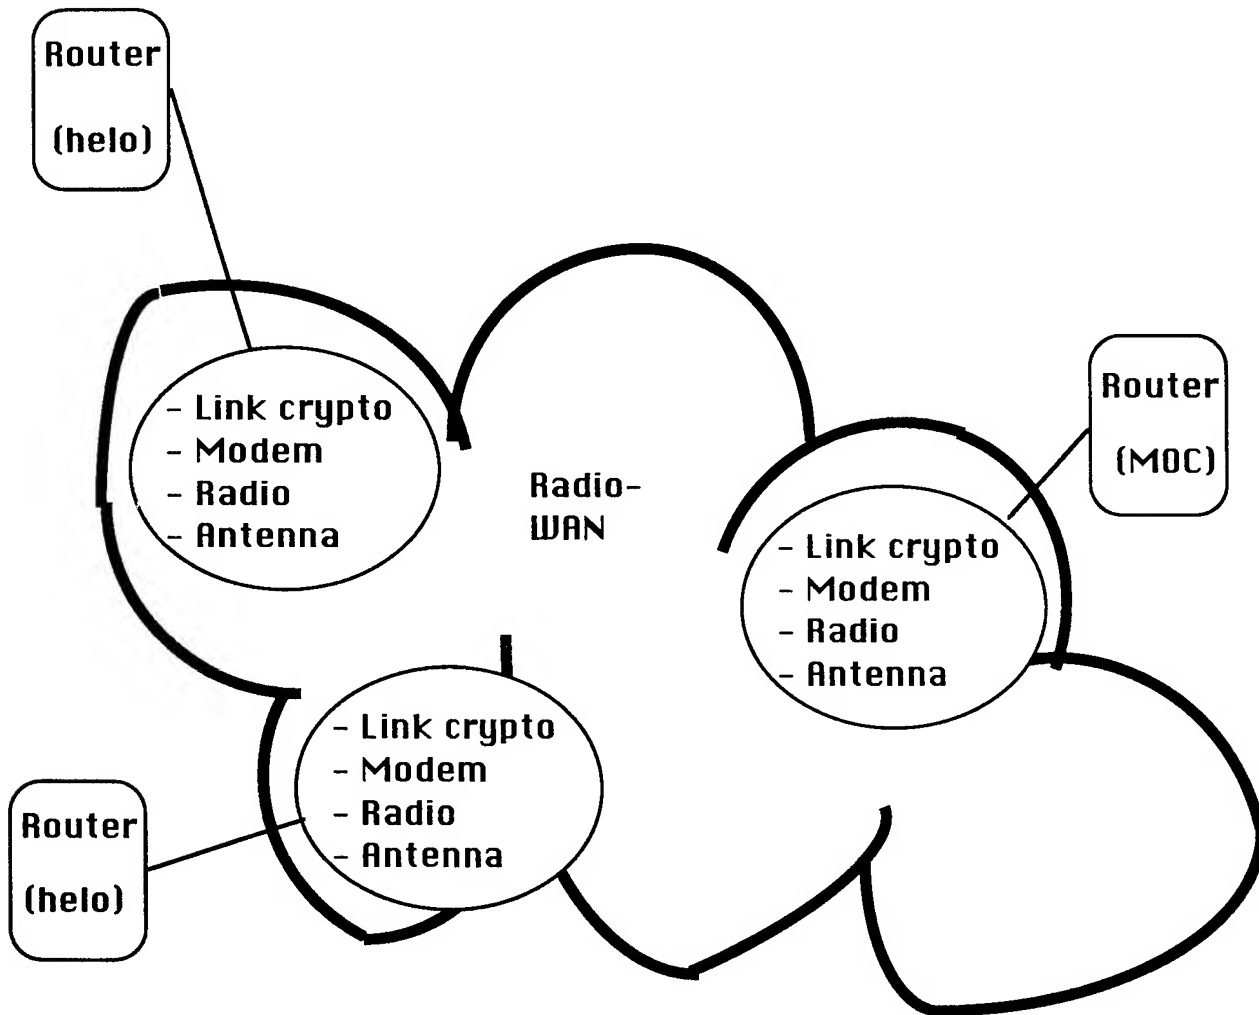 Router
(helo)
- Link crypto
- Modem
- Radio
- Antenna
Radio-
WAN
Router
(MOC)
- Link crypto
- Modem
- Radio
- Antenna
- Link crypto
- Modem
- Radio
- Antenna
Router
(helo)